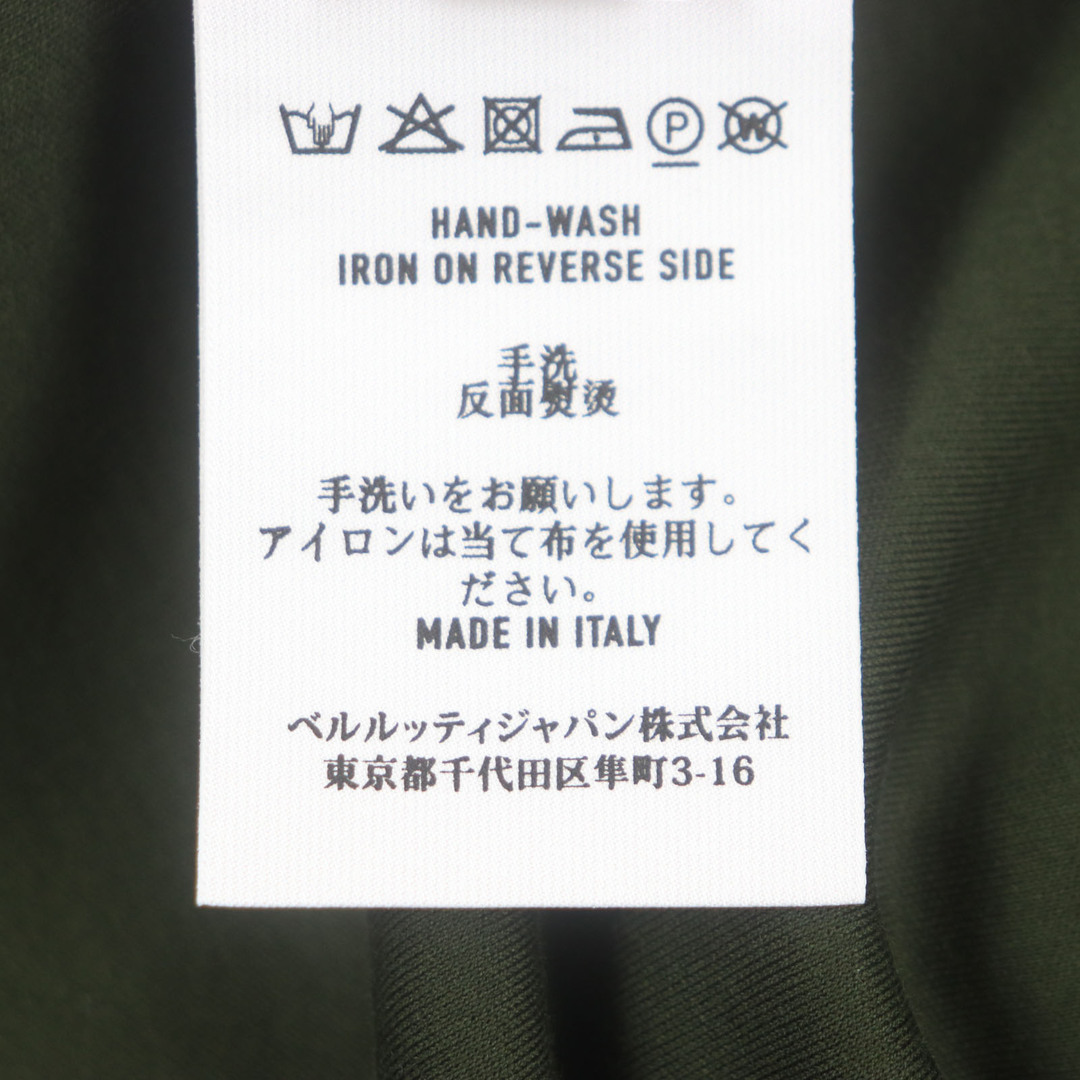 P W
HAND-WASH
IRON ON REVERSE SIDE
手洗
反面熨烫
手洗いをお願いします。
アイロンは当て布を使用してく
ださい。
MADE IN ITALY
ベルルッティジャパン株式会社
東京都千代田区隼町3-16